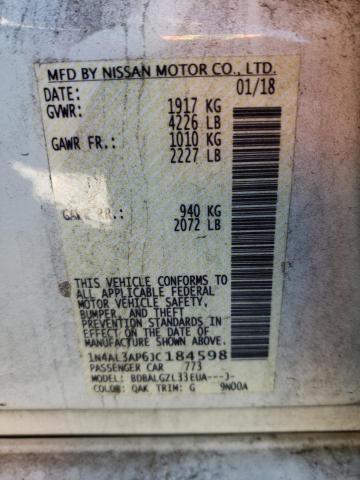 MFD BY NISSAN MOTOR CO., LTD.
DATE: 01/18
GVWR: 1917 KG
4226 LB
GAWR FR.: 1010 KG
2227 LB
GAWR RR.: 940 KG
2072 LB
THIS VEHICLE CONFORMS TO
ALL APPLICABLE FEDERAL
MOTOR VEHICLE SAFETY,
BUMPER, AND THEFT
PREVENTION STANDARDS
IN EFFECT ON THE DATE OF
MANUFACTURE SHOWN
ABOVE.
1N4AL3AP6JC184598
PASSENGER CAR 773
MODEL: BDBALGZL33EUA---J-
COLOR: QAK TRIM: G 9N00A